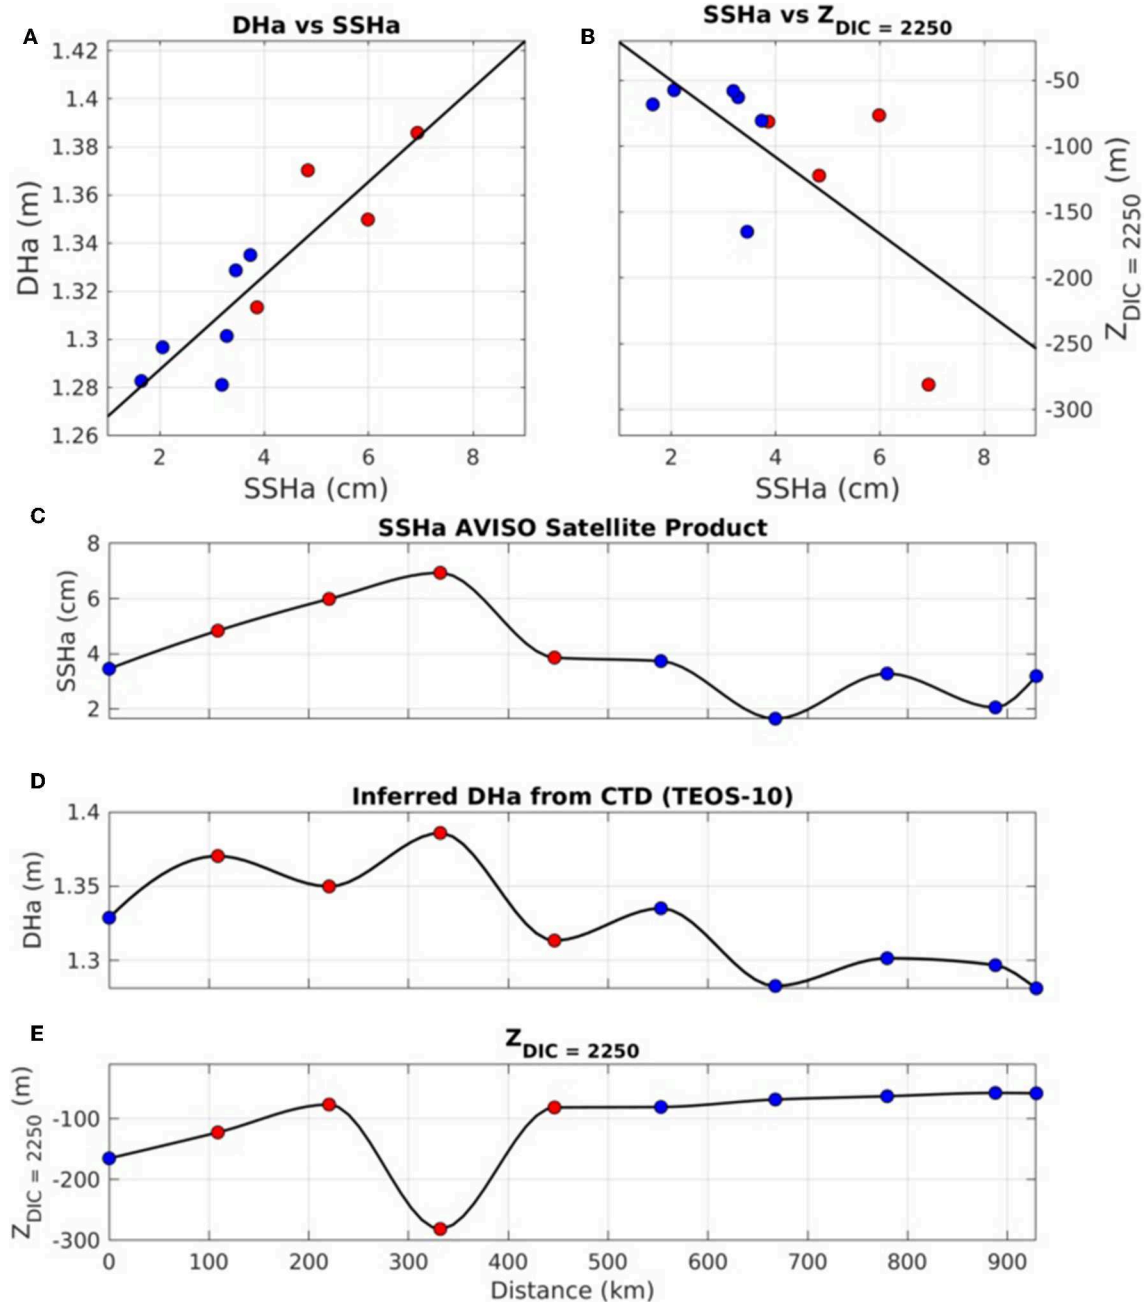 A
DHa vs SSHa
1.42
1.4
1.38
1.36
1.34
1.32
1.3
1.28
1.26
DHa (m)
2 4 6 8
SSHa (cm)
B
SSHa vs Z DIC = 2250
-50
-100
-150
-200
-250
-300
Z DIC = 2250 (m)
2 4 6 8
SSHa (cm)
C
SSHa AVISO Satellite Product
8
6
4
2
SSHa (cm)
D
Inferred DHa from CTD (TEOS-10)
1.4
1.35
1.3
DHa (m)
E
Z DIC = 2250
-100
-200
-300
Z DIC = 2250 (m)
0 100 200 300 400 500 600 700 800 900
Distance (km)